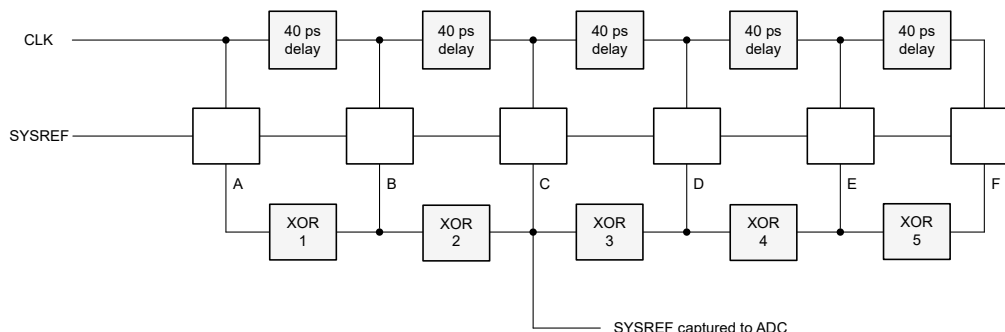 40 ps
delay
40 ps
delay
40 ps
delay
40 ps
delay
40 ps
delay
CLK
SYSREF
A
B
C
D
E
F
XOR
1
XOR
2
XOR
3
XOR
4
XOR
5
SYSREF captured to ADC